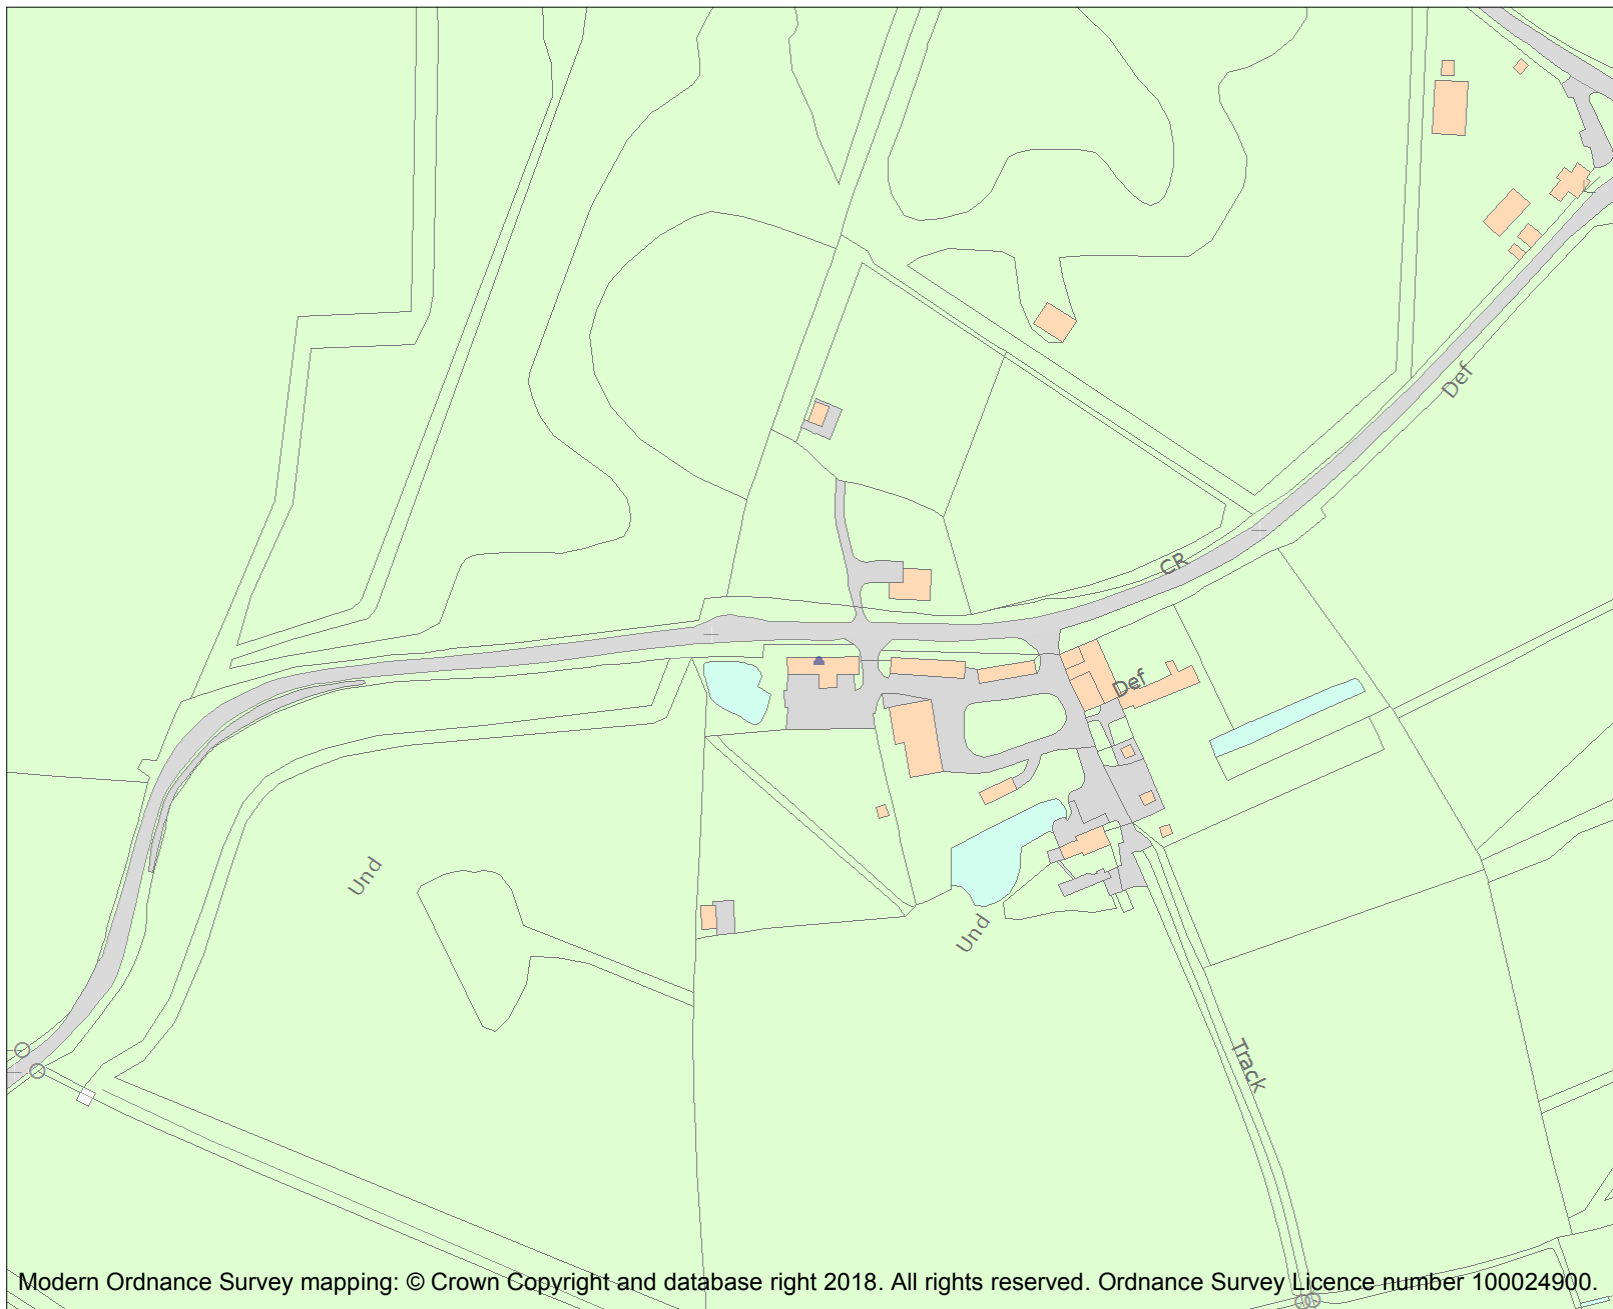 Def
CR
Def
Und
Und
Track
Modern Ordnance Survey mapping: © Crown Copyright and database right 2018. All rights reserved. Ordnance Survey Licence number 100024900.